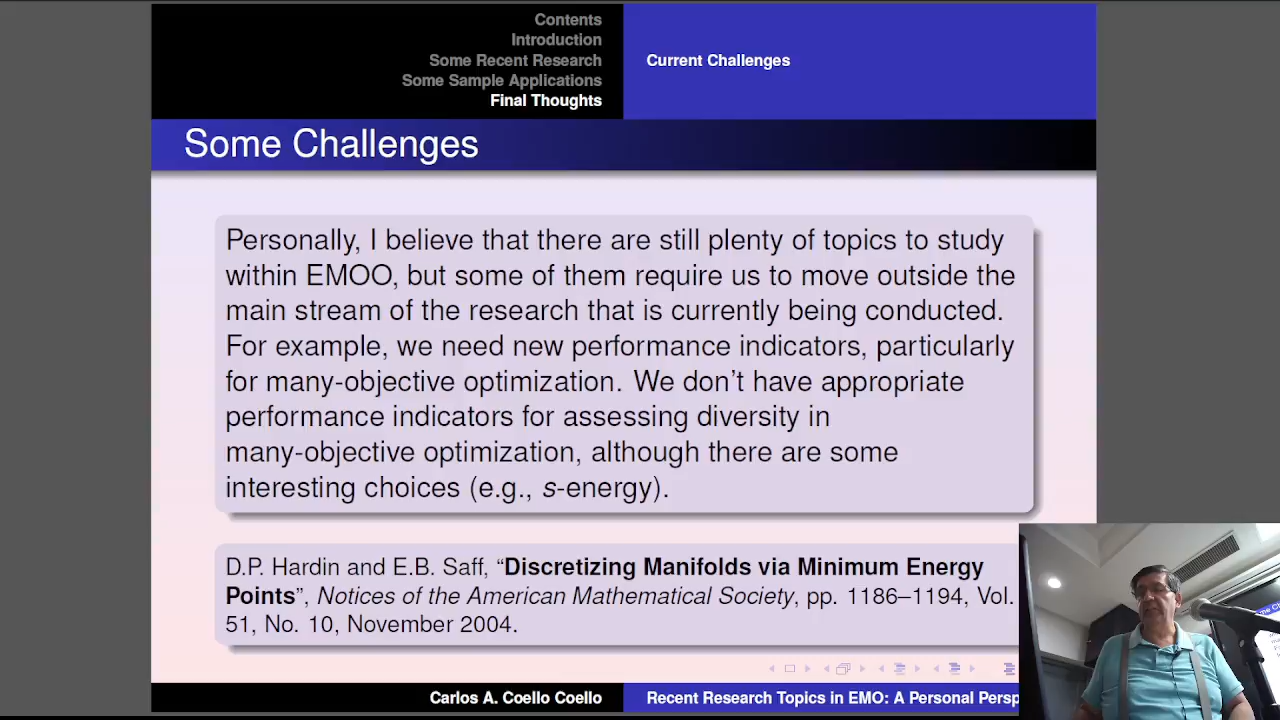 Contents
Introduction
Some Recent Research
Some Sample Applications
Final Thoughts
Current Challenges
Some Challenges
Personally, I believe that there are still plenty of topics to study
within EMOO, but some of them require us to move outside the
main stream of the research that is currently being conducted.
For example, we need new performance indicators, particularly
for many-objective optimization. We don't have appropriate
performance indicators for assessing diversity in
many-objective optimization, although there are some
interesting choices (e.g., s-energy).
D.P. Hardin and E.B. Saff, "Discretizing Manifolds via Minimum Energy
Points", Notices of the American Mathematical Society, pp. 1186–1194, Vol.
51, No. 10, November 2004.
Carlos A. Coello Coello
Recent Research Topics in EMO: A Personal Persp